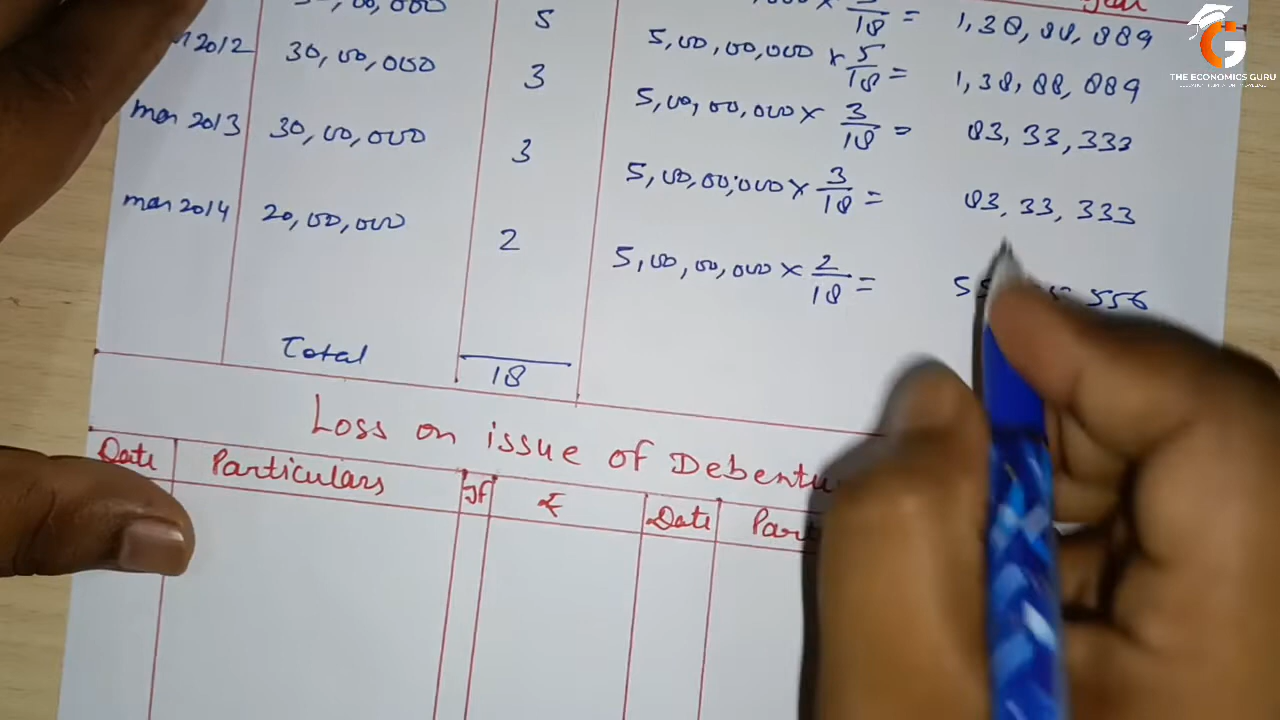 00,000 5 18 = 1,38,88,889
2012 30,00,000 3 5,00,00,000 × 5/18 = 1,38,88,889
mar 2013 30,00,000 3 5,00,00,000 × 3/18 = 83,33,333
mar 2014 20,00,000 2 5,00,00,000 × 3/18 = 83,33,333
5,00,00,000 × 2/18 = 556
Total 18
Loss on issue of Debentu
Date Particulars JF ₹ Date Par
THE ECONOMICS GURU